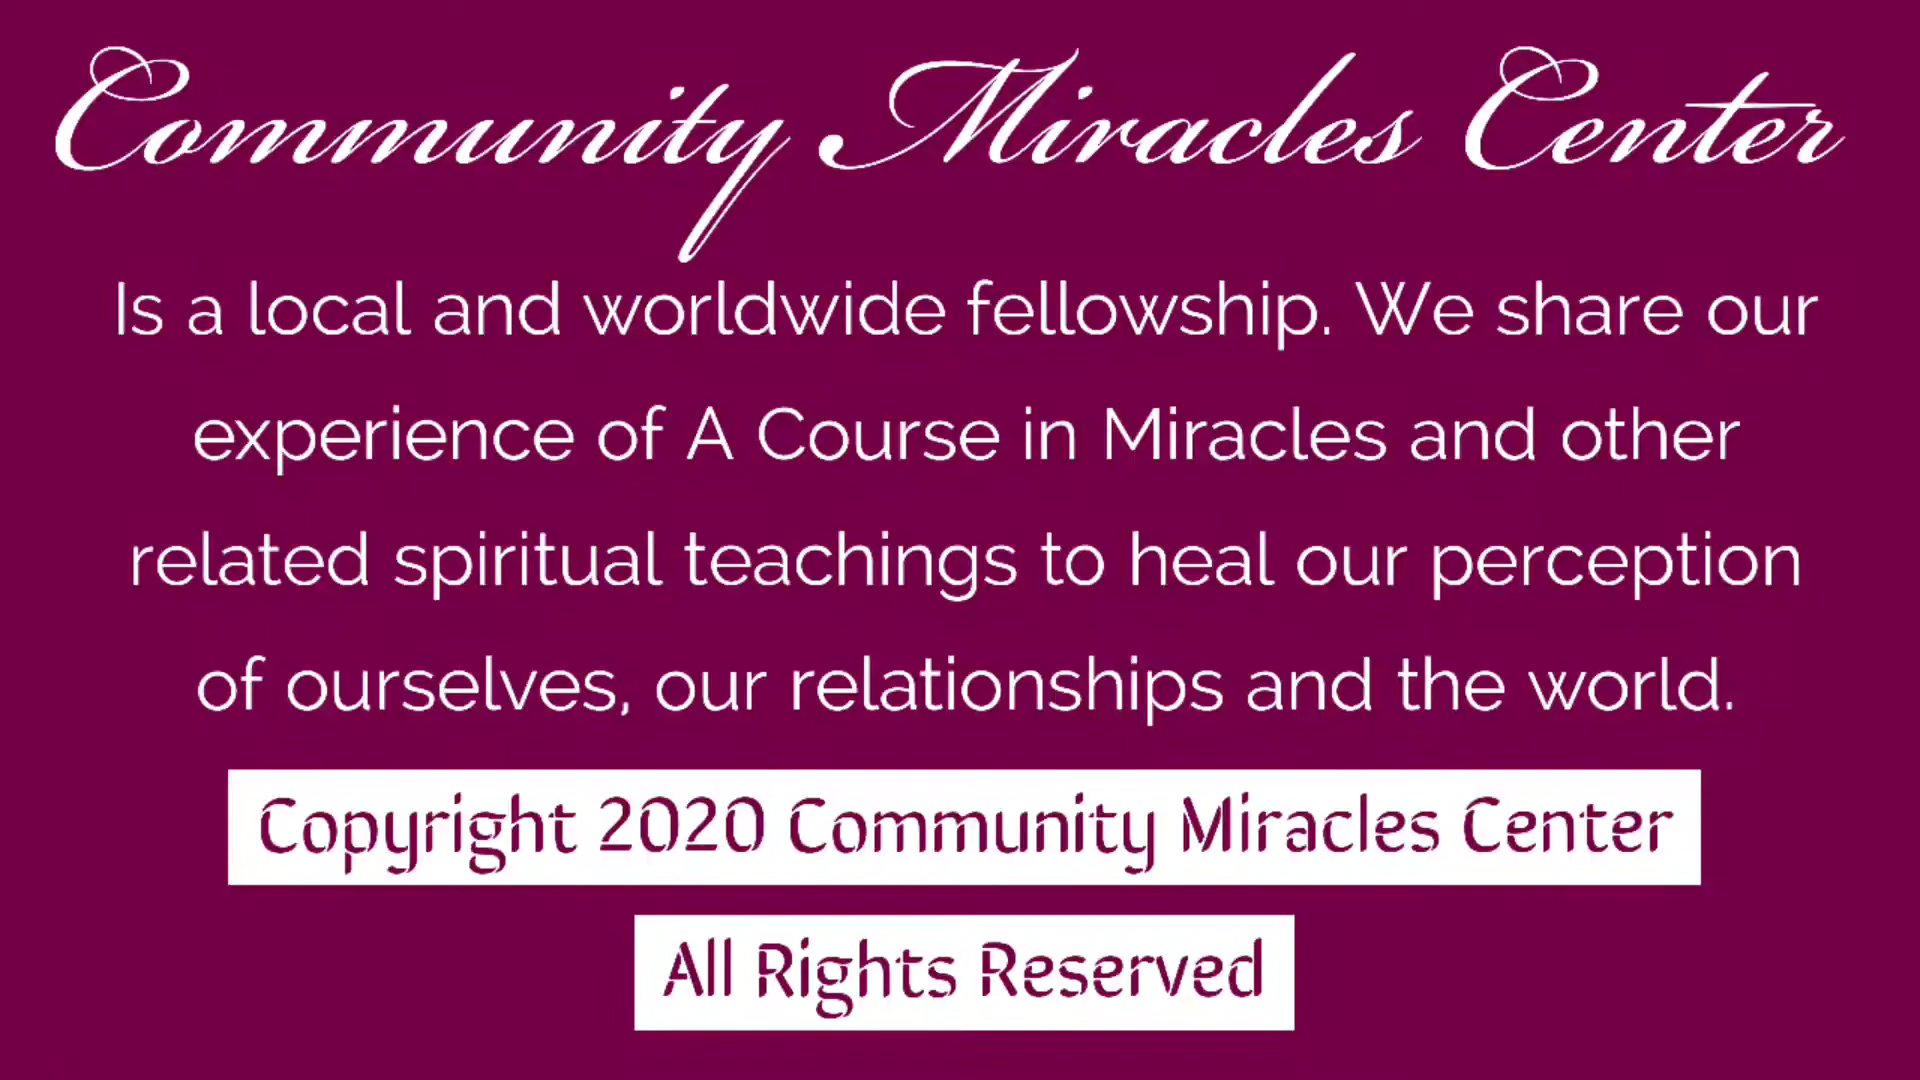 Community Miracles Center
Is a local and worldwide fellowship. We share our
experience of A Course in Miracles and other
related spiritual teachings to heal our perception
of ourselves, our relationships and the world.
Copyright 2020 Community Miracles Center
All Rights Reserved